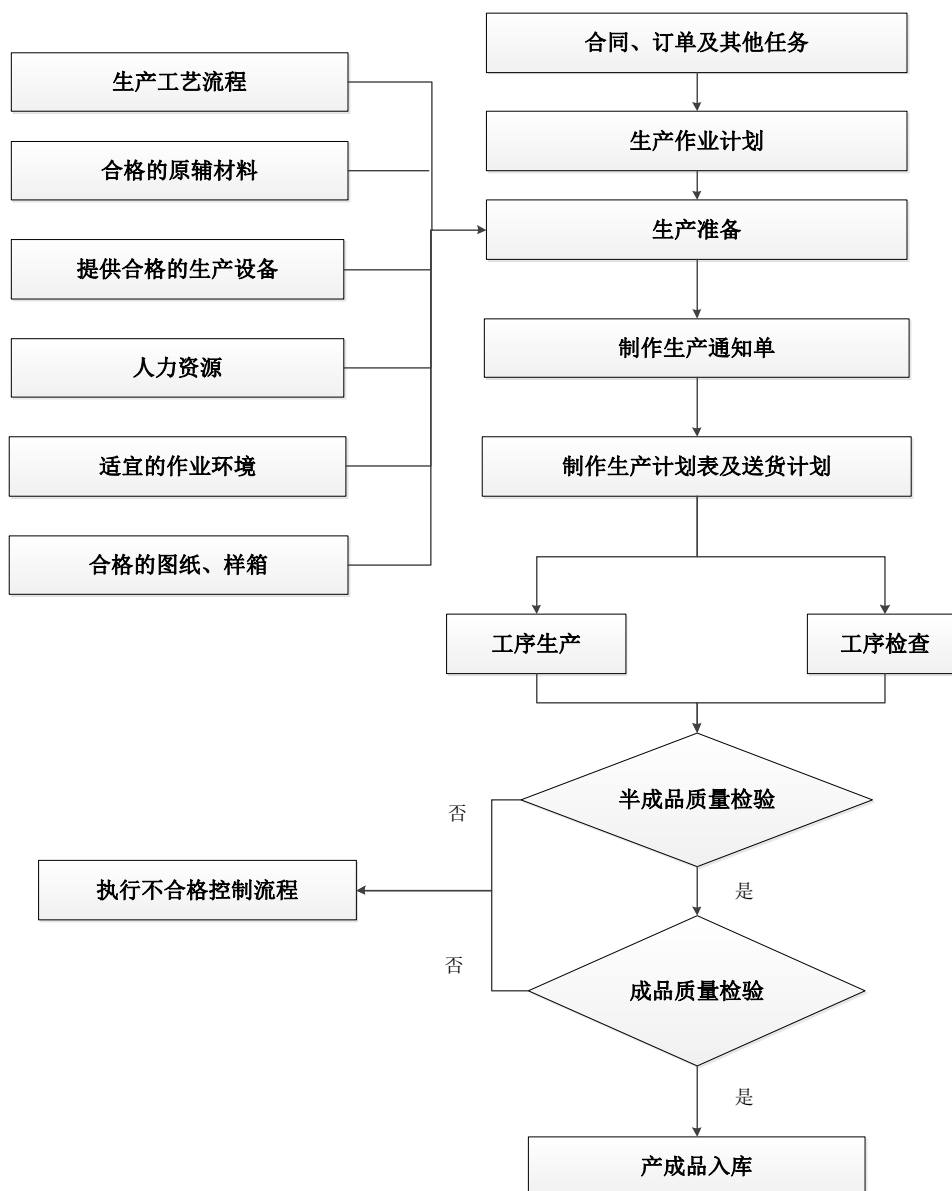 合同、订单及其他任务
生产工艺流程
生产作业计划
合格的原辅材料
生产准备
提供合格的生产设备
制作生产通知单
人力资源
适宜的作业环境
制作生产计划表及送货计划
合格的图纸、样箱
工序生产
工序检查
半成品质量检验
否
执行不合格控制流程
是
否
成品质量检验
是
产成品入库